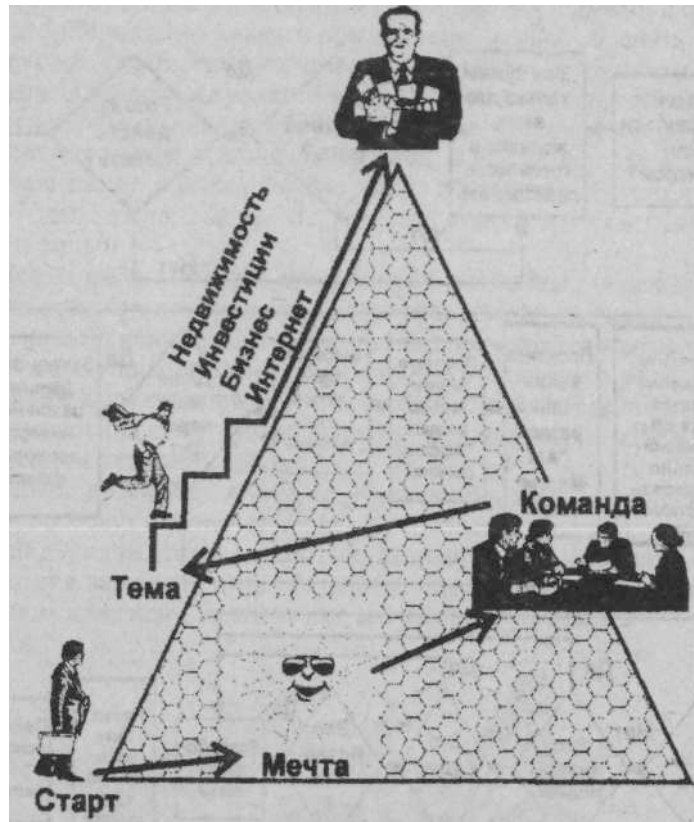 Недвижимость
Инвестиции
Бизнес
Интернет
Команда
Тема
Мечта
Старт